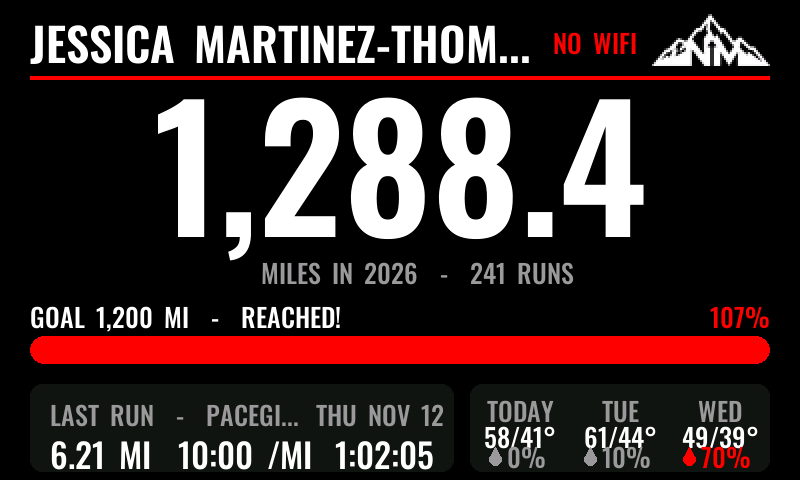 JESSICA MARTINEZ-THOM... NO WIFI NM
1,288.4
MILES IN 2026 - 241 RUNS
GOAL 1,200 MI - REACHED! 107%
LAST RUN - PACEGI... THU NOV 12
6.21 MI 10:00 /MI 1:02:05
TODAY TUE WED
58/41° 61/44° 49/39°
0% 10% 70%